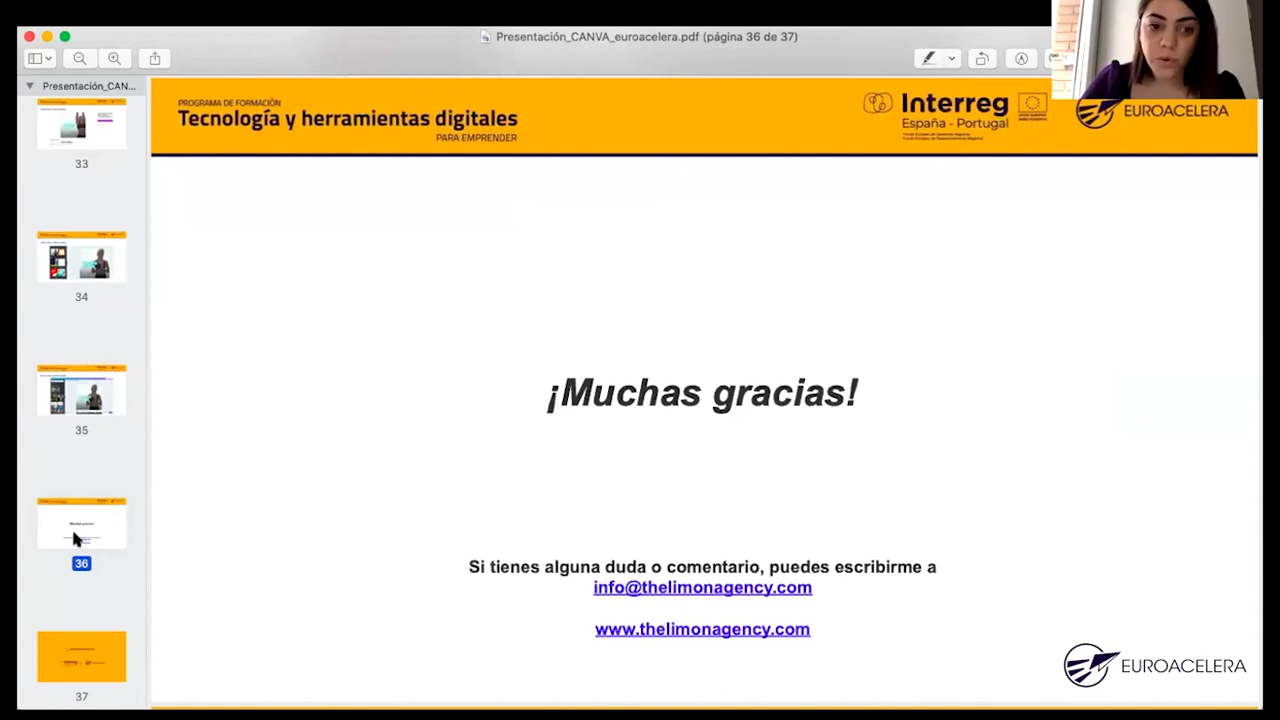 Presentación_CANVA_euroacelera.pdf (página 36 de 37)
Presentación_CAN...
33
34
35
36
37
PROGRAMA DE FORMACIÓN
Tecnología y herramientas digitales
PARA EMPRENDER
Interreg
España - Portugal
EUROACELERA
¡Muchas gracias!
Si tienes alguna duda o comentario, puedes escribirme a
info@thelimonagency.com
www.thelimonagency.com
EUROACELERA